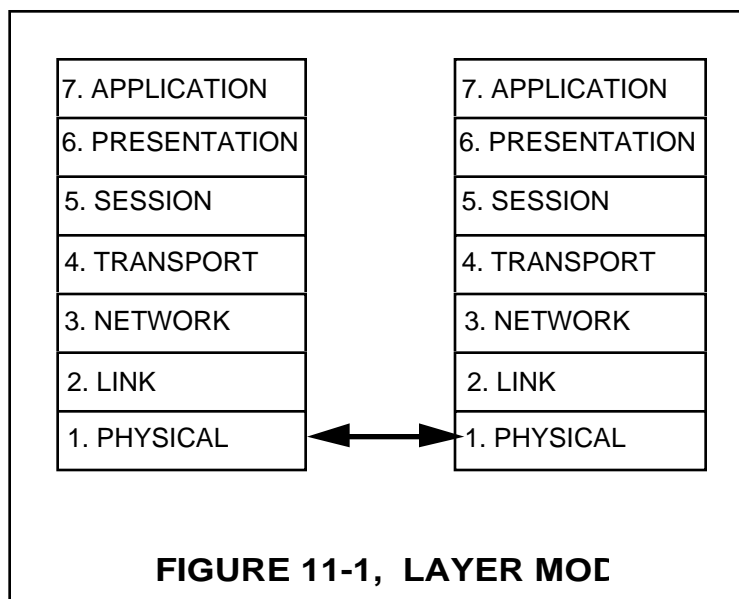 7. APPLICATION
6. PRESENTATION
5. SESSION
4. TRANSPORT
3. NETWORK
2. LINK
1. PHYSICAL
7. APPLICATION
6. PRESENTATION
5. SESSION
4. TRANSPORT
3. NETWORK
2. LINK
1. PHYSICAL
FIGURE 11-1, LAYER